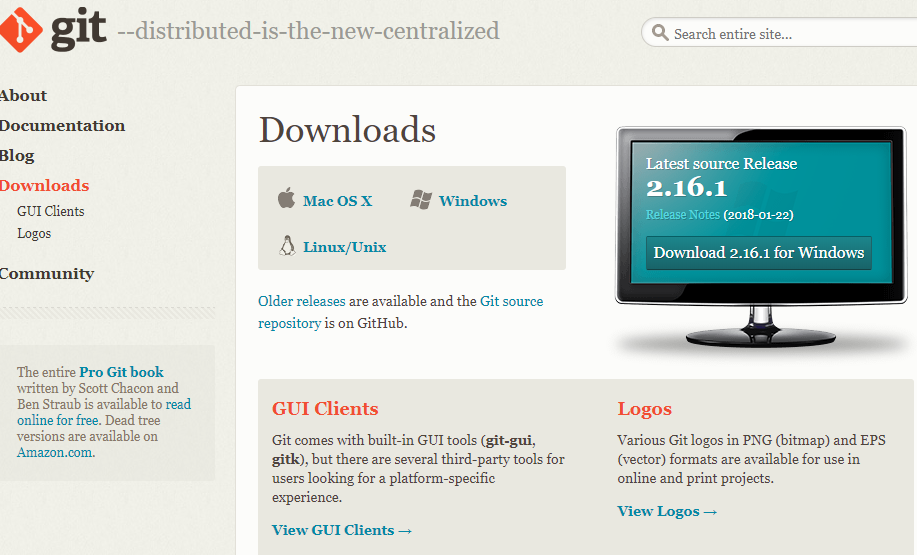 git --distributed-is-the-new-centralized
Search entire site...
About
Documentation
Blog
Downloads
GUI Clients
Logos
Community
The entire Pro Git book
written by Scott Chacon and
Ben Straub is available to read
online for free. Dead tree
versions are available on
Amazon.com.
Downloads
Mac OS X
Windows
Linux/Unix
Older releases are available and the Git source
repository is on GitHub.
Latest source Release
2.16.1
Release Notes (2018-01-22)
Download 2.16.1 for Windows
GUI Clients
Git comes with built-in GUI tools (git-gui,
gitk), but there are several third-party tools for
users looking for a platform-specific
experience.
View GUI Clients →
Logos
Various Git logos in PNG (bitmap) and EPS
(vector) formats are available for use in
online and print projects.
View Logos →